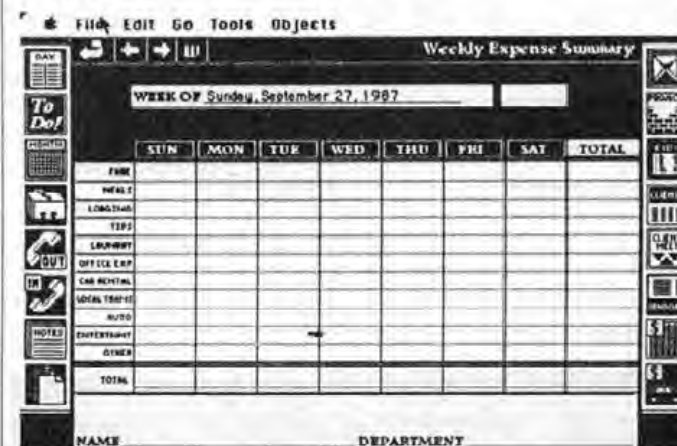 File Edit Go Tools Objects
Weekly Expense Summary
DAY
WEEK OF Sunday, September 27, 1987
To Do!
SUN MON TUE WED THU FRI SAT TOTAL
FARE
MEALS
LODGING
TIPS
LAUNDRY
OFFICE EXP
CAR RENTAL
LOCAL TRANS
AUTO
ENTERTAINMT
OTHER
TOTAL
OUT
IN
NOTES
NAME DEPARTMENT